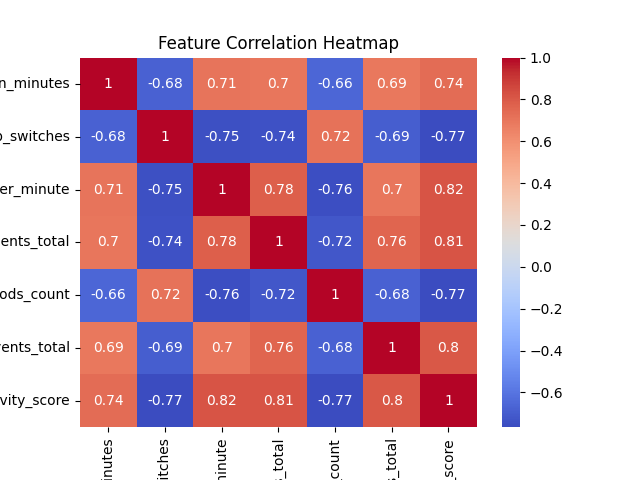 Feature Correlation Heatmap
n_minutes 1 -0.68 0.71 0.7 -0.66 0.69 0.74
_switches -0.68 1 -0.75 -0.74 0.72 -0.69 -0.77
er_minute 0.71 -0.75 1 0.78 -0.76 0.7 0.82
ents_total 0.7 -0.74 0.78 1 -0.72 0.76 0.81
ods_count -0.66 0.72 -0.76 -0.72 1 -0.68 -0.77
ents_total 0.69 -0.69 0.7 0.76 -0.68 1 0.8
vity_score 0.74 -0.77 0.82 0.81 -0.77 0.8 1
inutes
itches
minute
_total
count
_total
_score
1.0
0.8
0.6
0.4
0.2
0.0
−0.2
−0.4
−0.6